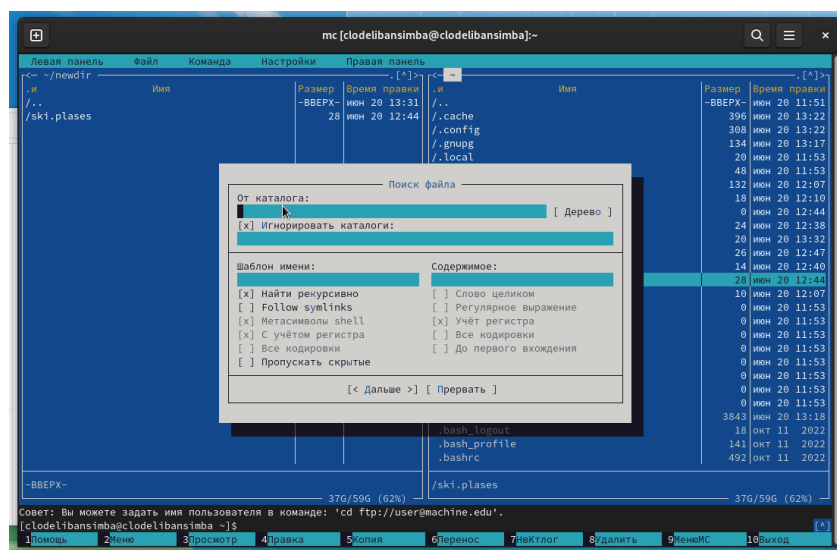 mc [clodelibansimba@clodelibansimba]:~
Левая панель Файл Команда Настройки Правая панель
<— ~/newdir .[^]>
.и Имя Размер Время правки
/.. -ВВЕРХ- июн 20 13:31
/ski.plases 28 июн 20 12:44
<— ~ .[^]>
.и Имя Размер Время правки
/.. -ВВЕРХ- июн 20 11:51
/.cache 396 июн 20 13:22
/.config 308 июн 20 13:22
/.gnupg 134 июн 20 13:17
/.local 20 июн 20 11:53
48 июн 20 11:53
132 июн 20 12:07
18 июн 20 12:10
0 июн 20 12:44
24 июн 20 12:38
20 июн 20 13:32
26 июн 20 12:47
14 июн 20 12:40
28 июн 20 12:44
10 июн 20 12:07
0 июн 20 11:53
0 июн 20 11:53
0 июн 20 11:53
0 июн 20 11:53
0 июн 20 11:53
0 июн 20 11:53
0 июн 20 11:53
0 июн 20 11:53
3843 июн 20 13:18
.bash_logout 18 окт 11 2022
.bash_profile 141 окт 11 2022
.bashrc 492 окт 11 2022
Поиск файла
От каталога:
[ Дерево ]
[x] Игнорировать каталоги:
Шаблон имени: Содержимое:
[x] Найти рекурсивно [ ] Слово целиком
[ ] Follow symlinks [ ] Регулярное выражение
[x] Метасимволы shell [x] Учёт регистра
[x] С учётом регистра [ ] Все кодировки
[ ] Все кодировки [ ] До первого вхождения
[ ] Пропускать скрытые
[< Дальше >] [ Прервать ]
-ВВЕРХ- /ski.plases
37G/59G (62%) 37G/59G (62%)
Совет: Вы можете задать имя пользователя в команде: 'cd ftp://user@machine.edu'.
[clodelibansimba@clodelibansimba ~]$ [^]
1Помощь 2Меню 3Просмотр 4Правка 5Копия 6Перенос 7НвКтлог 8Удалить 9МенюМС 10Выход